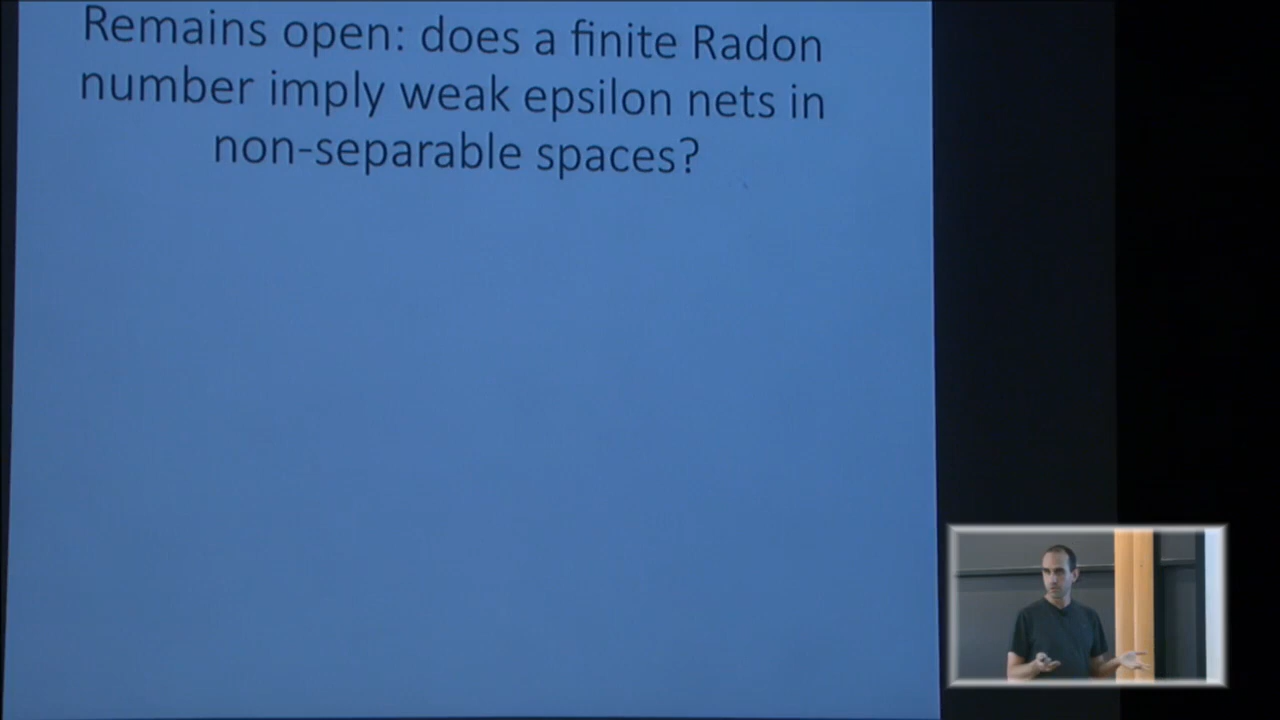 Remains open: does a finite Radon
number imply weak epsilon nets in
non-separable spaces?